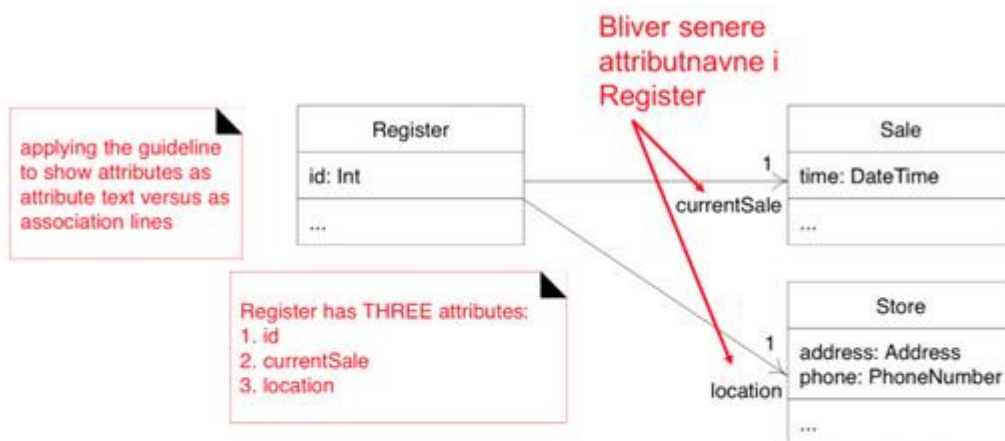 Bliver senere
attributnavne i
Register
applying the guideline
to show attributes as
attribute text versus as
association lines
Register
id: Int
...
1
currentSale
Sale
time: DateTime
...
Register has THREE attributes:
1. id
2. currentSale
3. location
1
location
Store
address: Address
phone: PhoneNumber
...